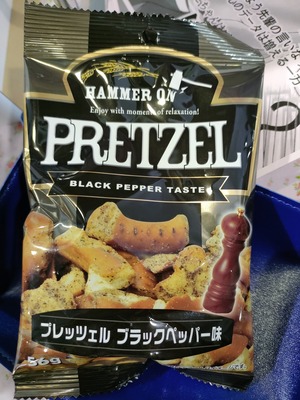 HAMMER ON
Enjoy with moments of relaxation!
PRETZEL
BLACK PEPPER TASTE
プレッツェル ブラックペッパー味
56g